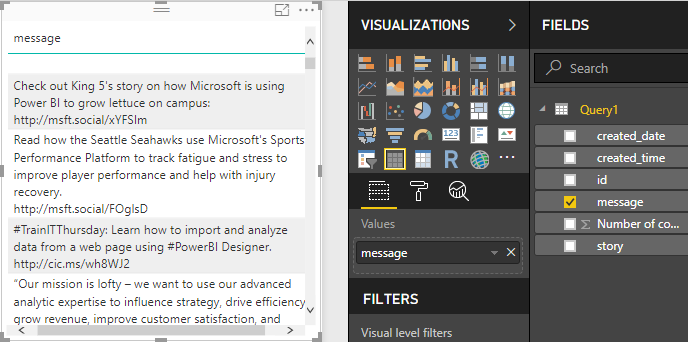 message
Check out King 5's story on how Microsoft is using
Power BI to grow lettuce on campus:
http://msft.social/xYFSIm
Read how the Seattle Seahawks use Microsoft's Sports
Performance Platform to track fatigue and stress to
improve player performance and help with injury
recovery.
http://msft.social/FOgIsD
#TrainITThursday: Learn how to import and analyze
data from a web page using #PowerBI Designer.
http://cic.ms/wh8WJ2
“Our mission is lofty – we want to use our advanced
analytic expertise to influence strategy, drive efficiency
grow revenue, improve customer satisfaction, and
VISUALIZATIONS
123
R
Values
message
FILTERS
Visual level filters
FIELDS
Search
Query1
created_date
created_time
id
message
Σ Number of co...
story